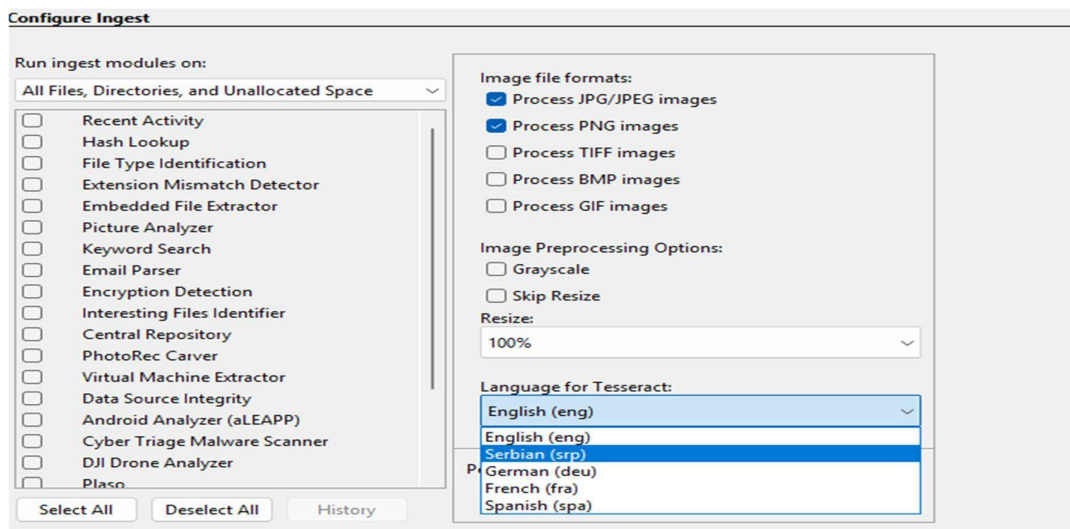 Configure Ingest
Run ingest modules on:
All Files, Directories, and Unallocated Space
Recent Activity
Hash Lookup
File Type Identification
Extension Mismatch Detector
Embedded File Extractor
Picture Analyzer
Keyword Search
Email Parser
Encryption Detection
Interesting Files Identifier
Central Repository
PhotoRec Carver
Virtual Machine Extractor
Data Source Integrity
Android Analyzer (aLEAPP)
Cyber Triage Malware Scanner
DJI Drone Analyzer
Plaso
Select All
Deselect All
History
Image file formats:
Process JPG/JPEG images
Process PNG images
Process TIFF images
Process BMP images
Process GIF images
Image Preprocessing Options:
Grayscale
Skip Resize
Resize:
100%
Language for Tesseract:
English (eng)
English (eng)
Serbian (srp)
German (deu)
French (fra)
Spanish (spa)